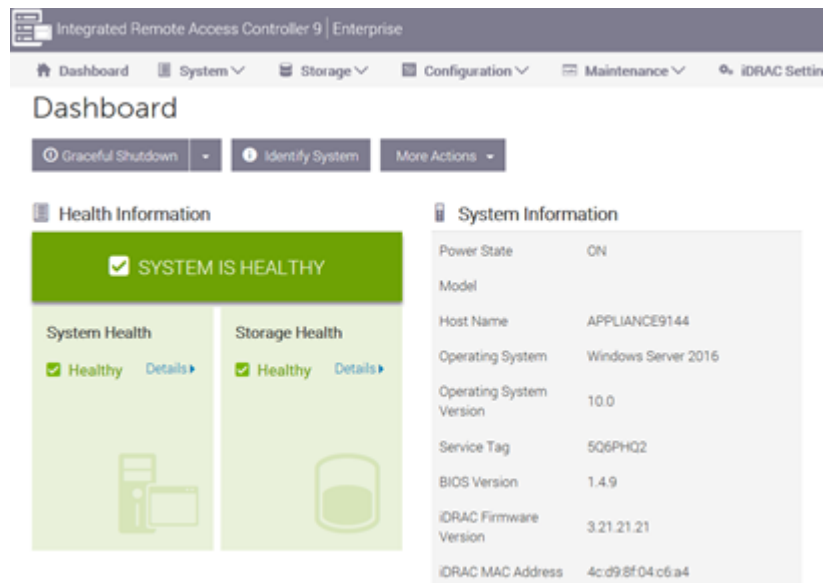 Integrated Remote Access Controller 9 | Enterprise
Dashboard System Storage Configuration Maintenance iDRAC Settin
Dashboard
Graceful Shutdown Identify System More Actions
Health Information
SYSTEM IS HEALTHY
System Health
Healthy Details
Storage Health
Healthy Details
System Information
Power State ON
Model
Host Name APPLIANCE9144
Operating System Windows Server 2016
Operating System
Version 10.0
Service Tag 5Q6PHQ2
BIOS Version 1.4.9
iDRAC Firmware
Version 3.21.21.21
iDRAC MAC Address 4c:d9:8f:04:c6:a4